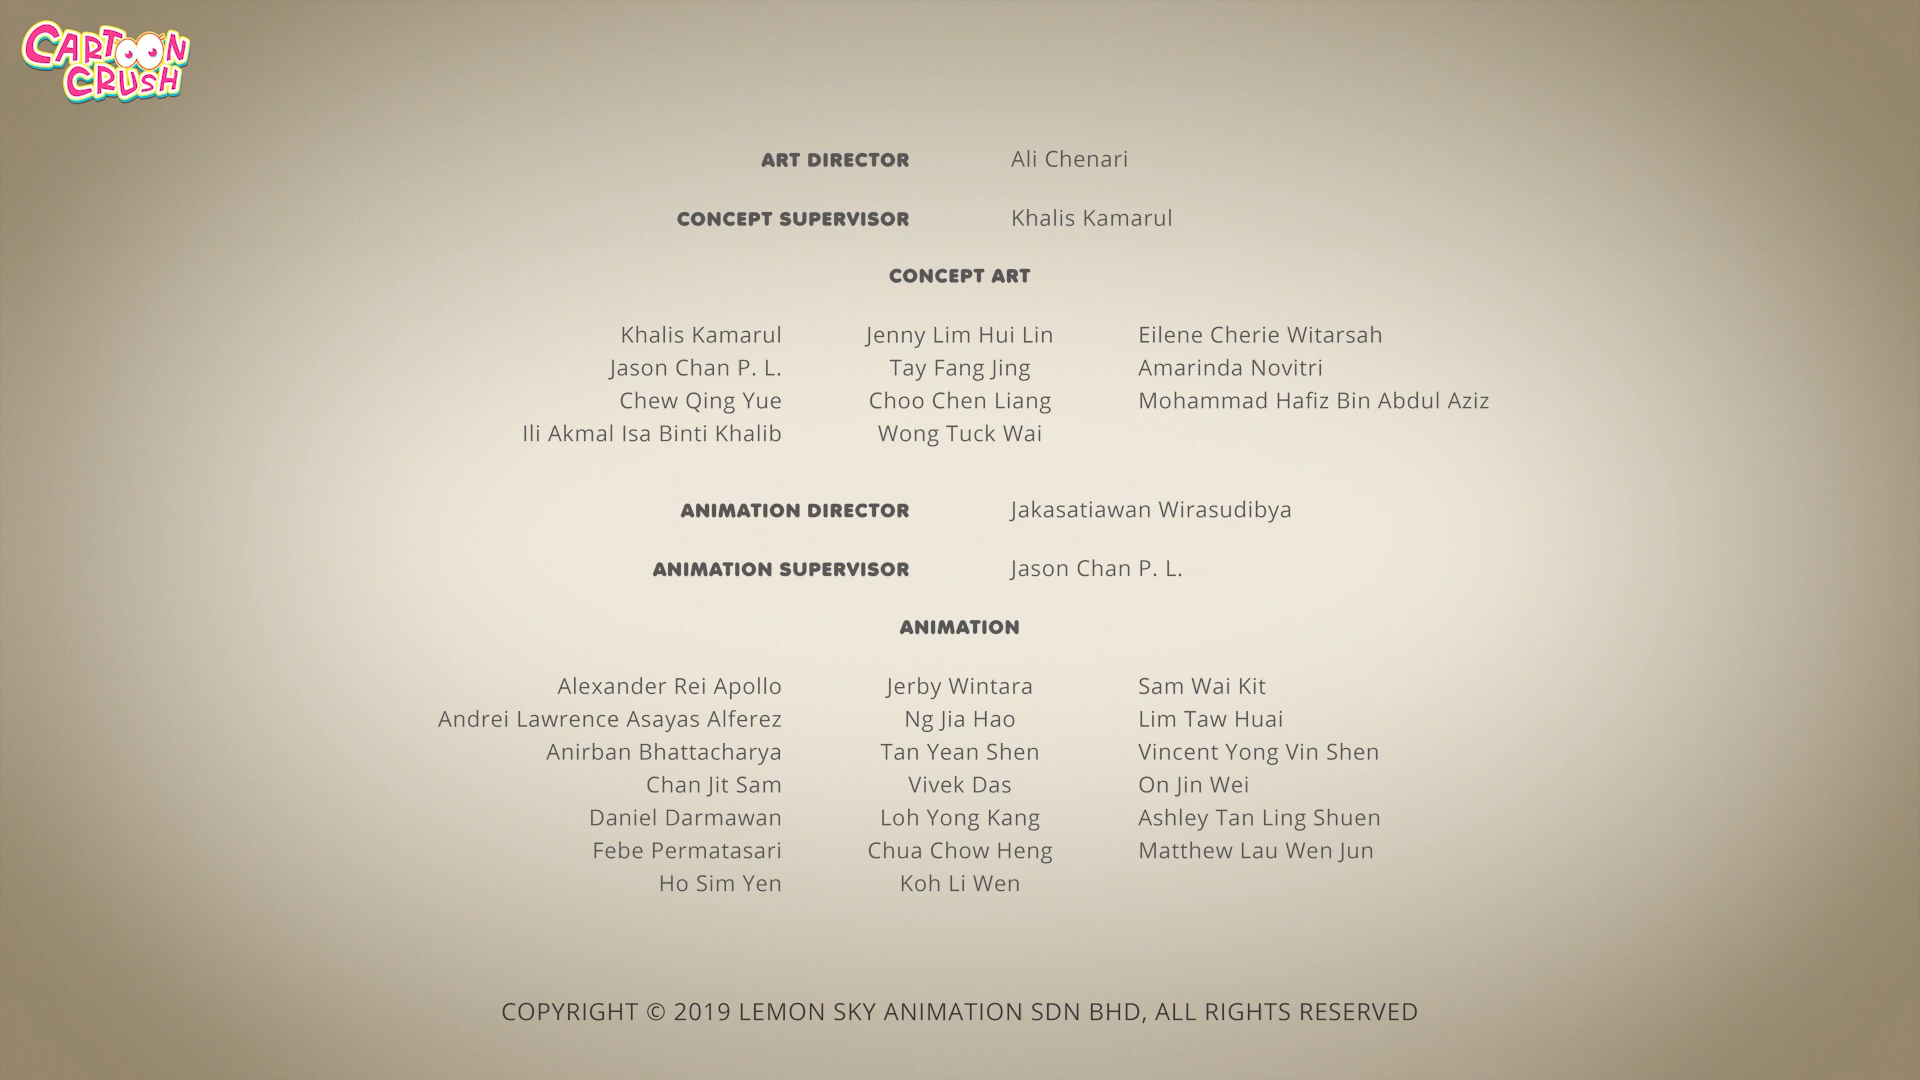 CARTOON
CRUSH
ART DIRECTOR Ali Chenari
CONCEPT SUPERVISOR Khalis Kamarul
CONCEPT ART
Khalis Kamarul Jenny Lim Hui Lin Eilene Cherie Witarsah
Jason Chan P. L. Tay Fang Jing Amarinda Novitri
Chew Qing Yue Choo Chen Liang Mohammad Hafiz Bin Abdul Aziz
Ili Akmal Isa Binti Khalib Wong Tuck Wai
ANIMATION DIRECTOR Jakasatiawan Wirasudibya
ANIMATION SUPERVISOR Jason Chan P. L.
ANIMATION
Alexander Rei Apollo Jerby Wintara Sam Wai Kit
Andrei Lawrence Asayas Alferez Ng Jia Hao Lim Taw Huai
Anirban Bhattacharya Tan Yean Shen Vincent Yong Vin Shen
Chan Jit Sam Vivek Das On Jin Wei
Daniel Darmawan Loh Yong Kang Ashley Tan Ling Shuen
Febe Permatasari Chua Chow Heng Matthew Lau Wen Jun
Ho Sim Yen Koh Li Wen
COPYRIGHT © 2019 LEMON SKY ANIMATION SDN BHD, ALL RIGHTS RESERVED